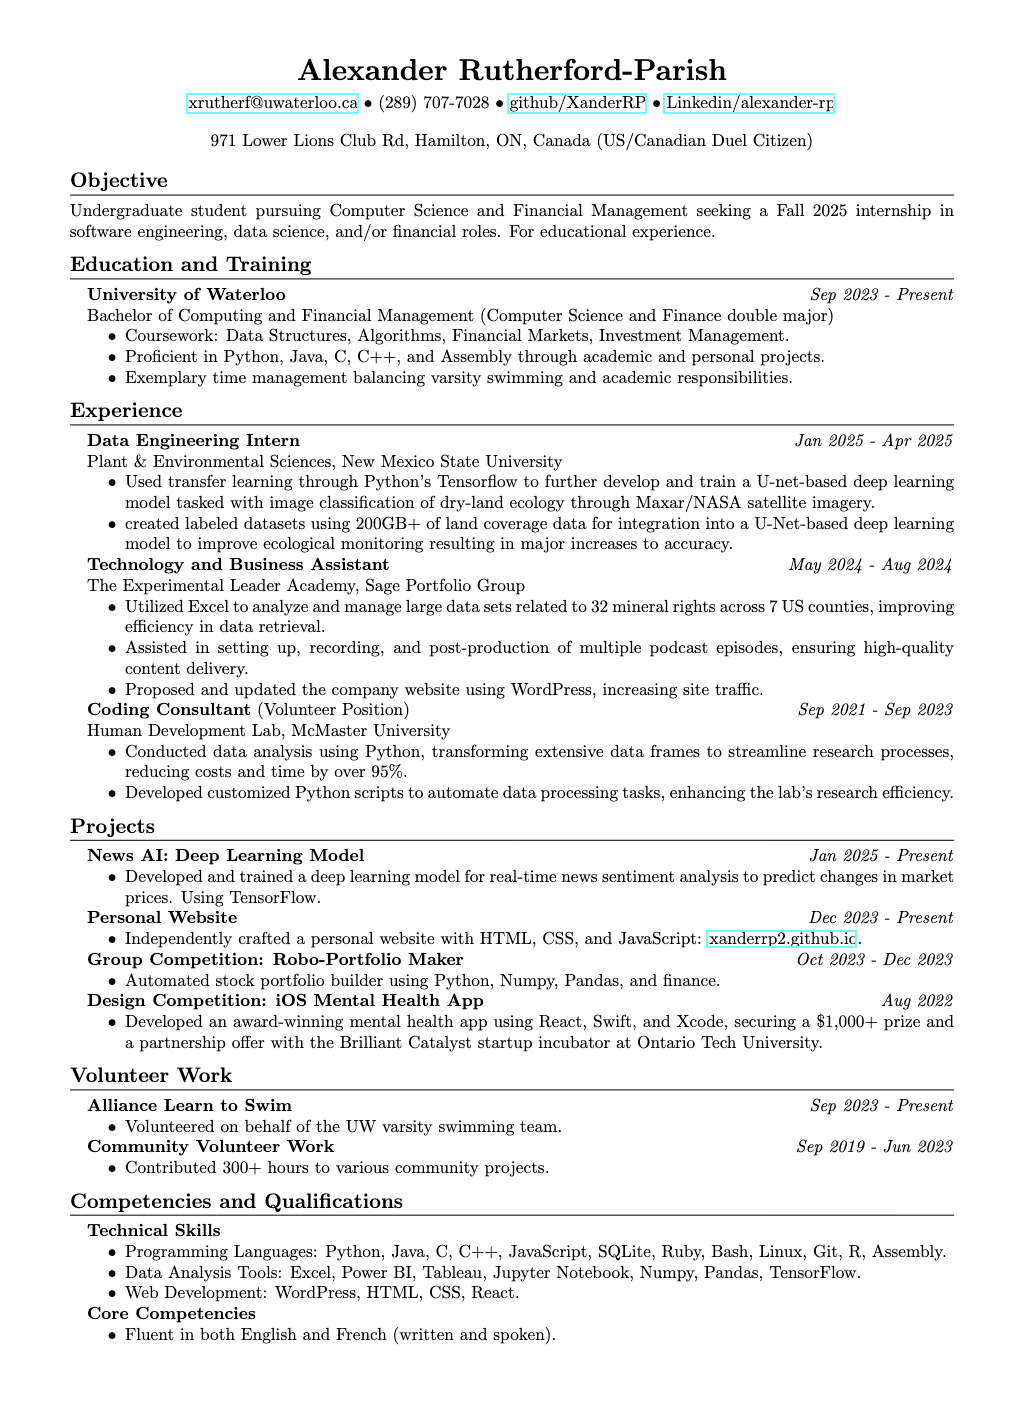 Alexander Rutherford-Parish
xrutherf@uwaterloo.ca • (289) 707-7028 • github/XanderRP • Linkedin/alexander-rp
971 Lower Lions Club Rd, Hamilton, ON, Canada (US/Canadian Duel Citizen)
Objective
Undergraduate student pursuing Computer Science and Financial Management seeking a Fall 2025 internship in
software engineering, data science, and/or financial roles. For educational experience.
Education and Training
University of Waterloo Sep 2023 - Present
Bachelor of Computing and Financial Management (Computer Science and Finance double major)
• Coursework: Data Structures, Algorithms, Financial Markets, Investment Management.
• Proficient in Python, Java, C, C++, and Assembly through academic and personal projects.
• Exemplary time management balancing varsity swimming and academic responsibilities.
Experience
Data Engineering Intern Jan 2025 - Apr 2025
Plant & Environmental Sciences, New Mexico State University
• Used transfer learning through Python's Tensorflow to further develop and train a U-net-based deep learning
model tasked with image classification of dry-land ecology through Maxar/NASA satellite imagery.
• created labeled datasets using 200GB+ of land coverage data for integration into a U-Net-based deep learning
model to improve ecological monitoring resulting in major increases to accuracy.
Technology and Business Assistant May 2024 - Aug 2024
The Experimental Leader Academy, Sage Portfolio Group
• Utilized Excel to analyze and manage large data sets related to 32 mineral rights across 7 US counties, improving
efficiency in data retrieval.
• Assisted in setting up, recording, and post-production of multiple podcast episodes, ensuring high-quality
content delivery.
• Proposed and updated the company website using WordPress, increasing site traffic.
Coding Consultant (Volunteer Position) Sep 2021 - Sep 2023
Human Development Lab, McMaster University
• Conducted data analysis using Python, transforming extensive data frames to streamline research processes,
reducing costs and time by over 95%.
• Developed customized Python scripts to automate data processing tasks, enhancing the lab's research efficiency.
Projects
News AI: Deep Learning Model Jan 2025 - Present
• Developed and trained a deep learning model for real-time news sentiment analysis to predict changes in market
prices. Using TensorFlow.
Personal Website Dec 2023 - Present
• Independently crafted a personal website with HTML, CSS, and JavaScript: xanderrp2.github.io.
Group Competition: Robo-Portfolio Maker Oct 2023 - Dec 2023
• Automated stock portfolio builder using Python, Numpy, Pandas, and finance.
Design Competition: iOS Mental Health App Aug 2022
• Developed an award-winning mental health app using React, Swift, and Xcode, securing a $1,000+ prize and
a partnership offer with the Brilliant Catalyst startup incubator at Ontario Tech University.
Volunteer Work
Alliance Learn to Swim Sep 2023 - Present
• Volunteered on behalf of the UW varsity swimming team.
Community Volunteer Work Sep 2019 - Jun 2023
• Contributed 300+ hours to various community projects.
Competencies and Qualifications
Technical Skills
• Programming Languages: Python, Java, C, C++, JavaScript, SQLite, Ruby, Bash, Linux, Git, R, Assembly.
• Data Analysis Tools: Excel, Power BI, Tableau, Jupyter Notebook, Numpy, Pandas, TensorFlow.
• Web Development: WordPress, HTML, CSS, React.
Core Competencies
• Fluent in both English and French (written and spoken).